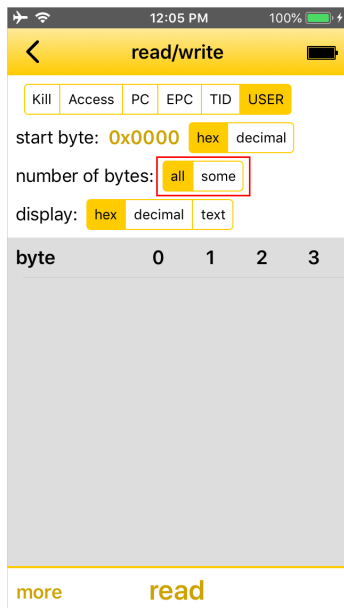 12:05 PM 100%
read/write
Kill Access PC EPC TID USER
start byte: 0x0000 hex decimal
number of bytes: all some
display: hex decimal text
byte 0 1 2 3
more read